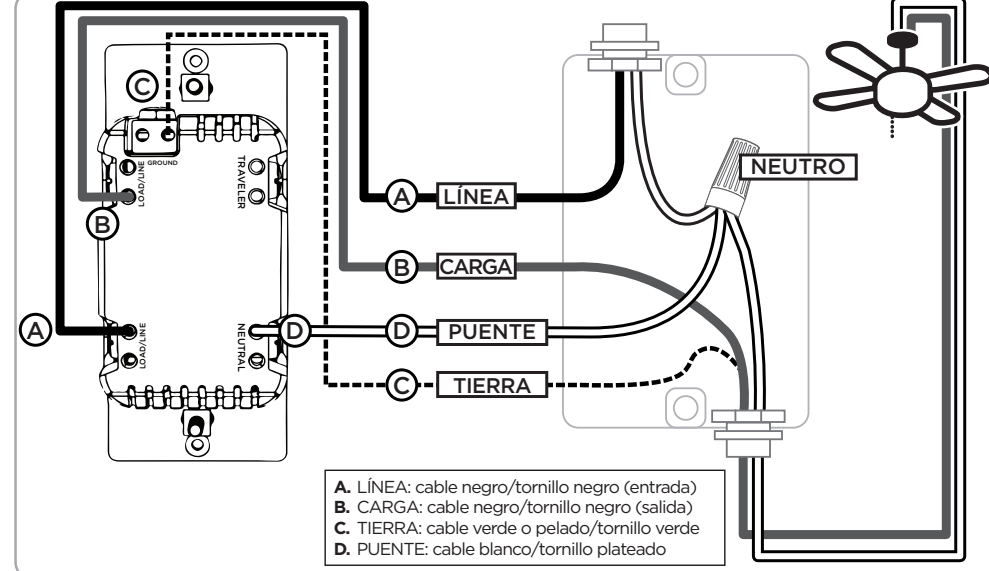 C
GROUND
LOAD/LINE
TRAVELER
B
A LÍNEA
NEUTRO
B CARGA
A
LOAD/LINE
NEUTRAL
D
D PUENTE
C TIERRA
A. LÍNEA: cable negro/tornillo negro (entrada)
B. CARGA: cable negro/tornillo negro (salida)
C. TIERRA: cable verde o pelado/tornillo verde
D. PUENTE: cable blanco/tornillo plateado